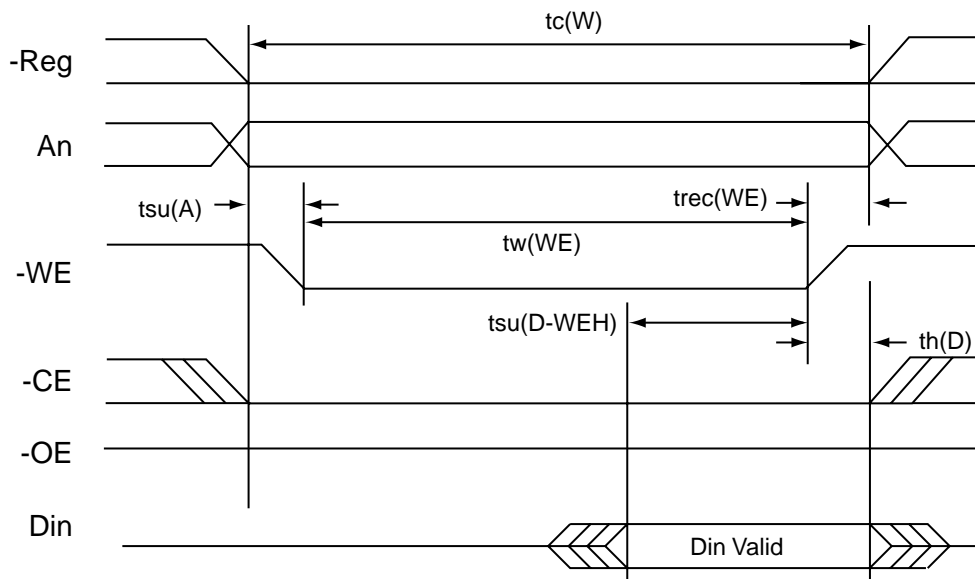 tc(W)
-Reg
An
tsu(A)
trec(WE)
tw(WE)
-WE
tsu(D-WEH)
th(D)
-CE
-OE
Din
Din Valid